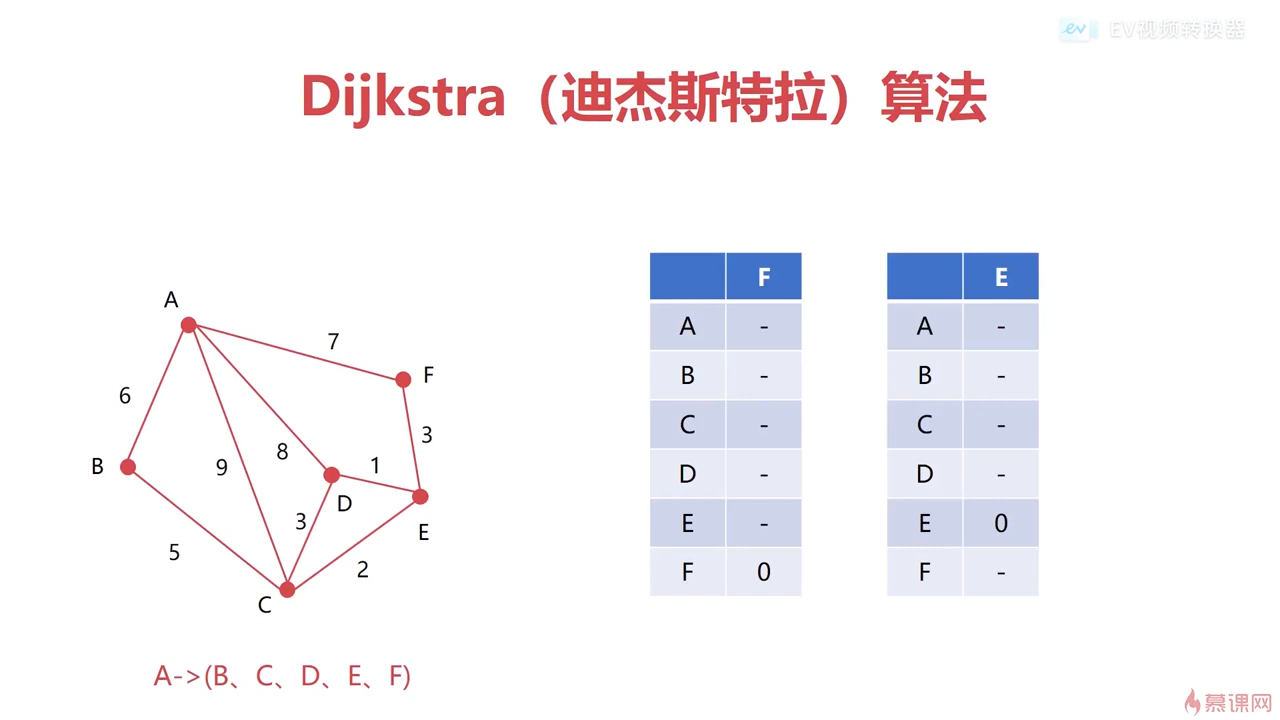 EV视频转换器
Dijkstra（迪杰斯特拉）算法
A
7
F
6
3
B
9
8
1
D
3
E
5
2
C
A->(B、C、D、E、F)
F
A -
B -
C -
D -
E -
F 0
E
A -
B -
C -
D -
E 0
F -
慕课网